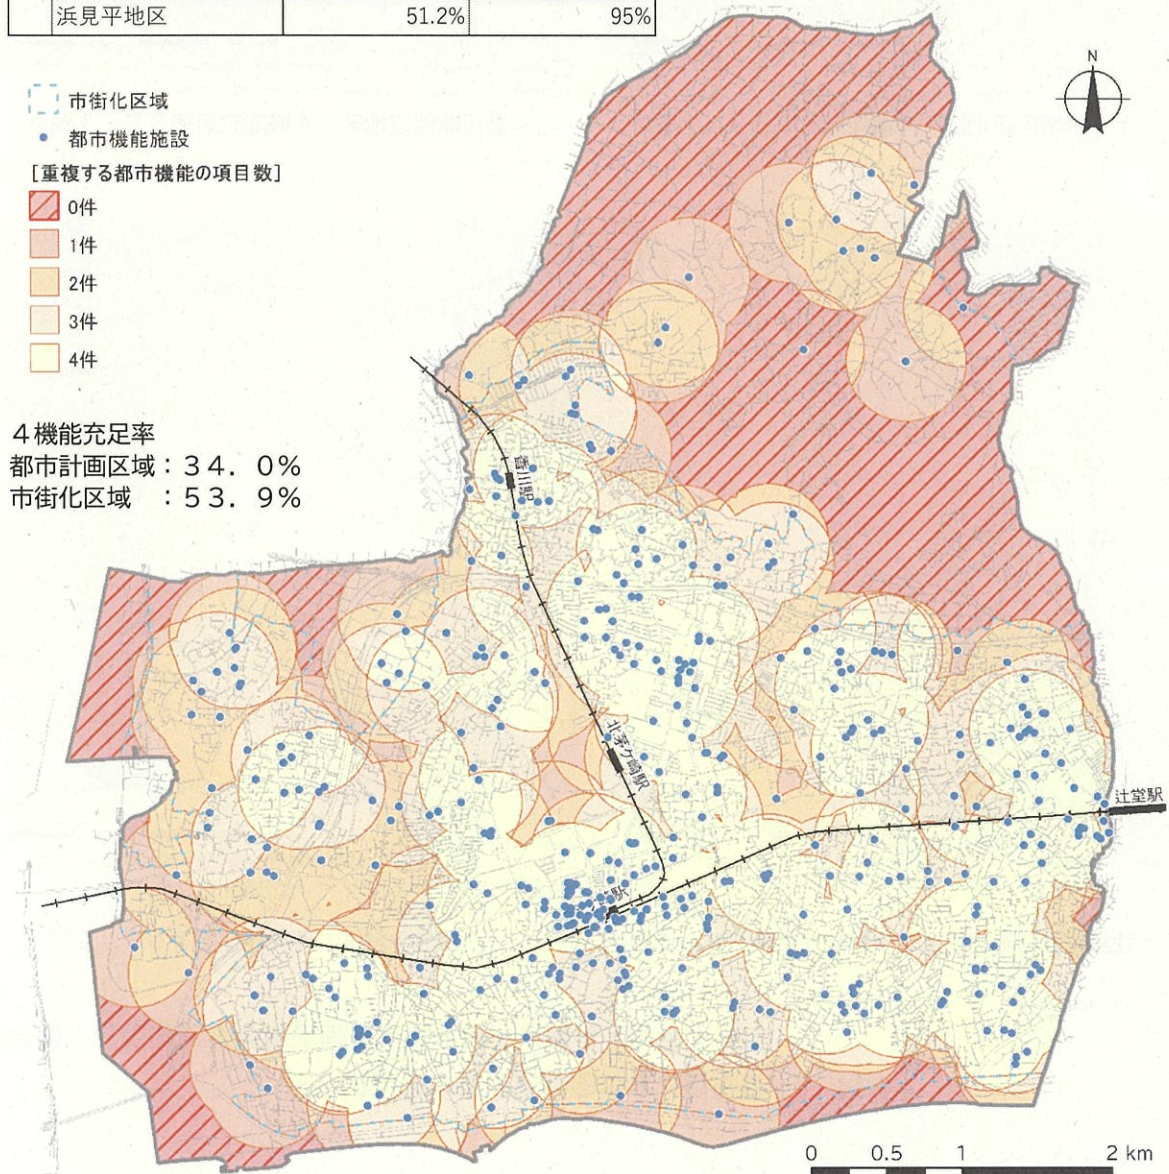 浜見平地区 51.2% 95%
N
市街化区域
都市機能施設
[重複する都市機能の項目数]
0件
1件
2件
3件
4件
4機能充足率
都市計画区域：34．0%
市街化区域　：53．9%
香川駅
北茅ケ崎駅
辻堂駅
駅
0 0.5 1 2 km